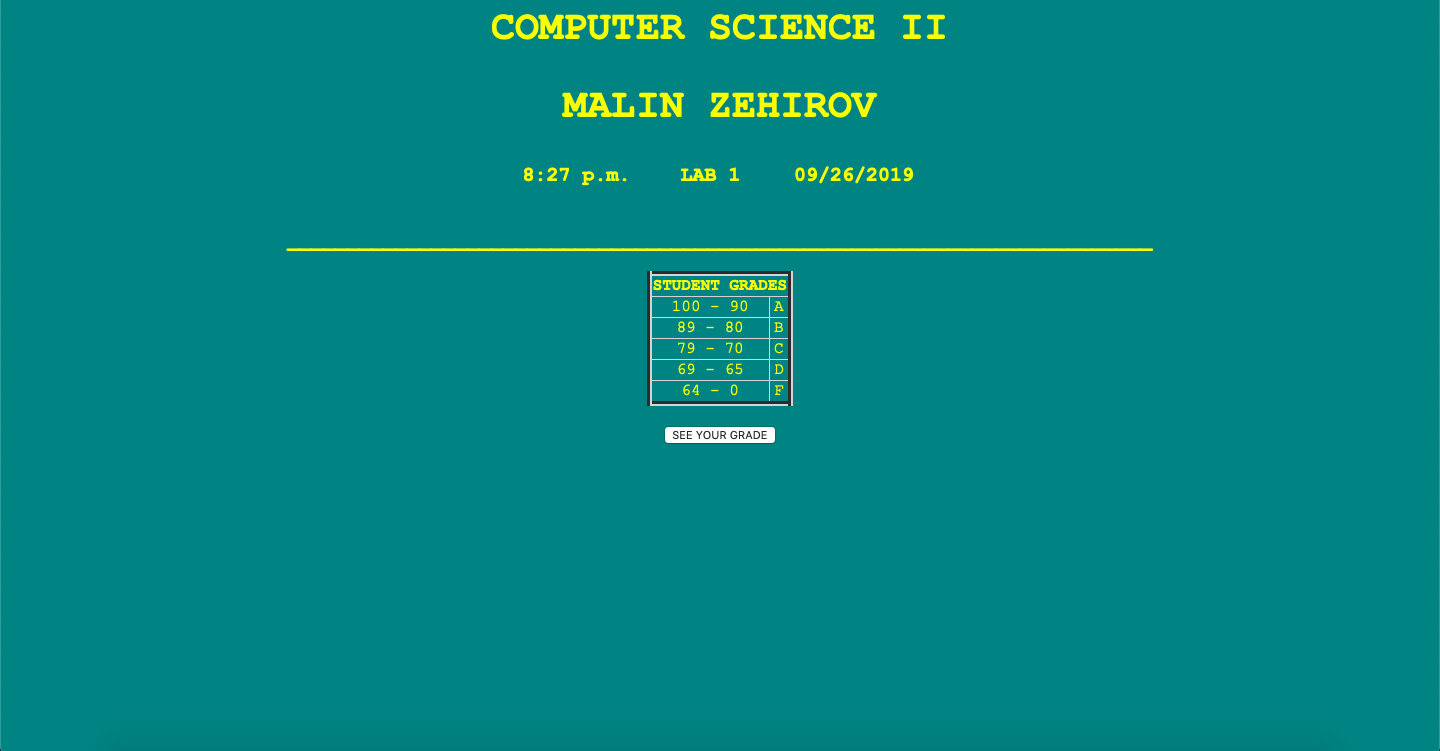 COMPUTER SCIENCE II
MALIN ZEHIROV
8:27 p.m. LAB 1 09/26/2019
STUDENT GRADES
100 - 90 A
89 - 80 B
79 - 70 C
69 - 65 D
64 - 0 F
SEE YOUR GRADE